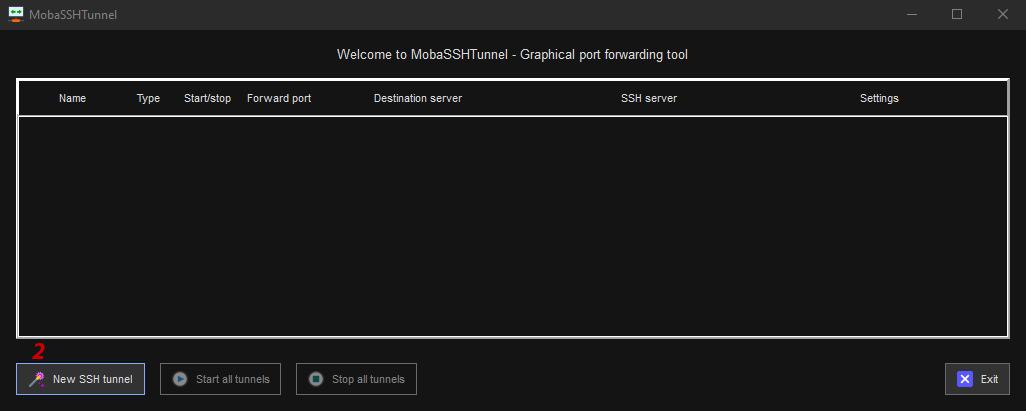 MobaSSHTunnel
Welcome to MobaSSHTunnel - Graphical port forwarding tool
Name Type Start/stop Forward port Destination server SSH server Settings
2
New SSH tunnel Start all tunnels Stop all tunnels Exit